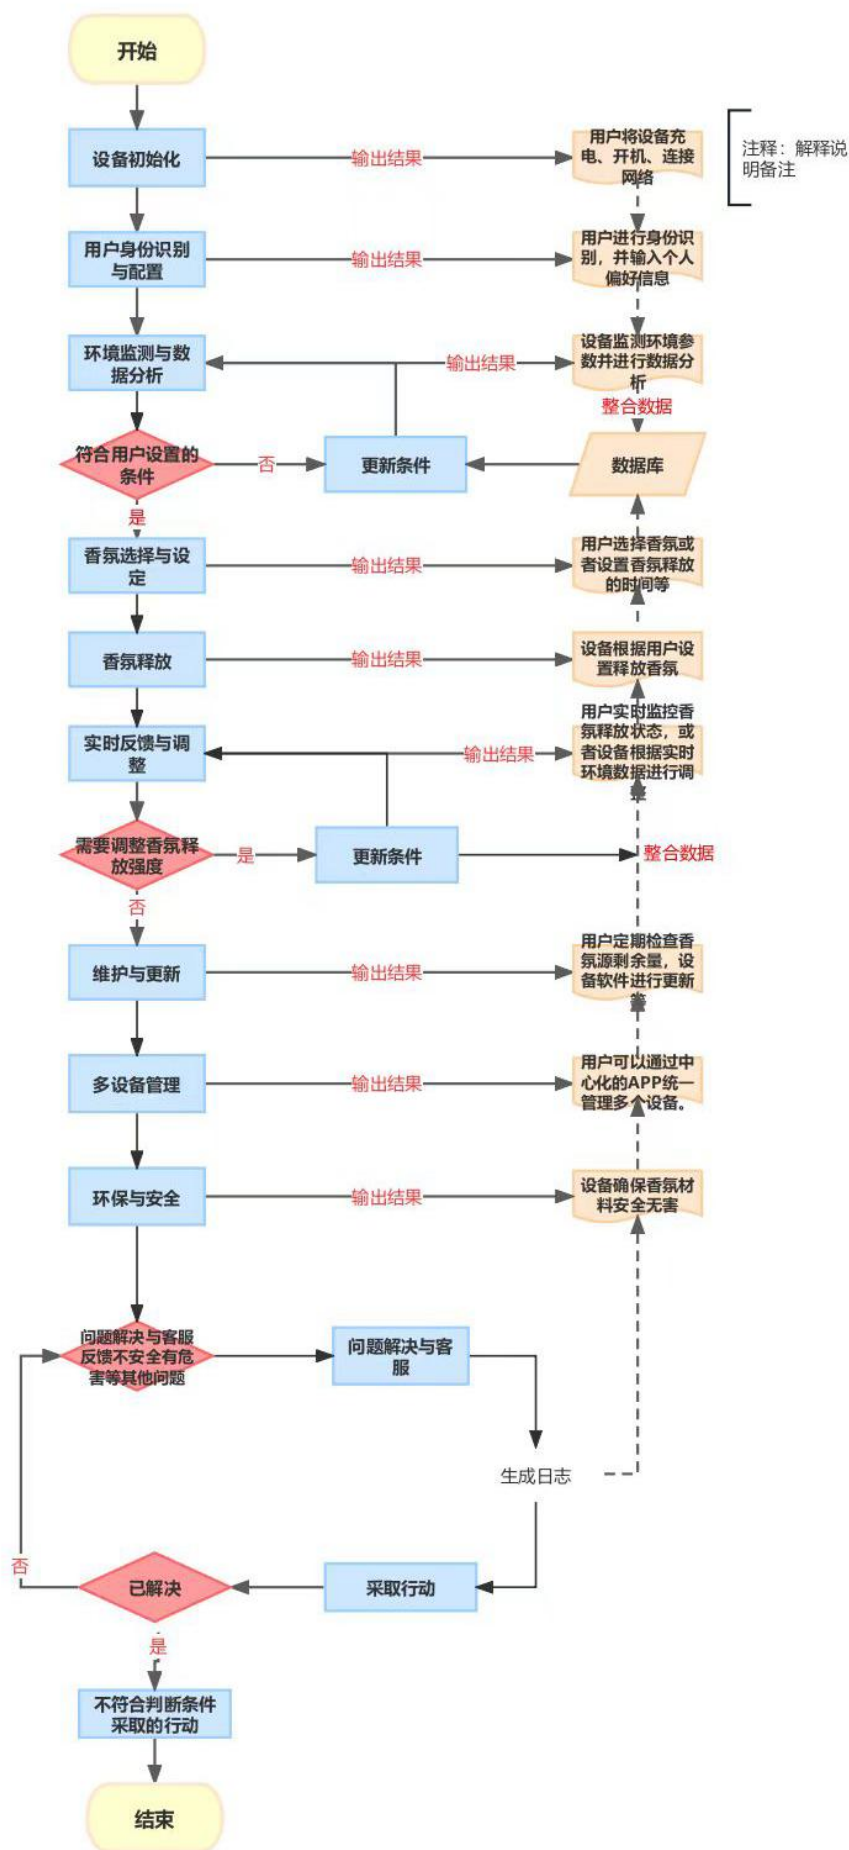 开始
设备初始化
输出结果
用户将设备充
电、开机、连接
网络
注释：解释说
明备注
用户身份识别
与配置
输出结果
用户进行身份识
别，并输入个人
偏好信息
环境监测与数
据分析
输出结果
设备监测环境参
数并进行数据分
析
整合数据
符合用户设置的
条件
否
更新条件
数据库
是
香氛选择与设
定
输出结果
用户选择香氛或
者设置香氛释放
的时间等
香氛释放
输出结果
设备根据用户设
置释放香氛
实时反馈与调
整
输出结果
用户实时监控香
氛释放状态，或
者设备根据实时
环境数据进行调
整
需要调整香氛释
放强度
是
更新条件
整合数据
否
维护与更新
输出结果
用户定期检查香
氛源剩余量，设
备软件进行更新
等
多设备管理
输出结果
用户可以通过中
心化的APP统一
管理多个设备。
环保与安全
输出结果
设备确保香氛材
料安全无害
问题解决与客服
反馈不安全有危
害等其他问题
问题解决与客
服
生成日志
否
已解决
采取行动
是
不符合判断条件
采取的行动
结束